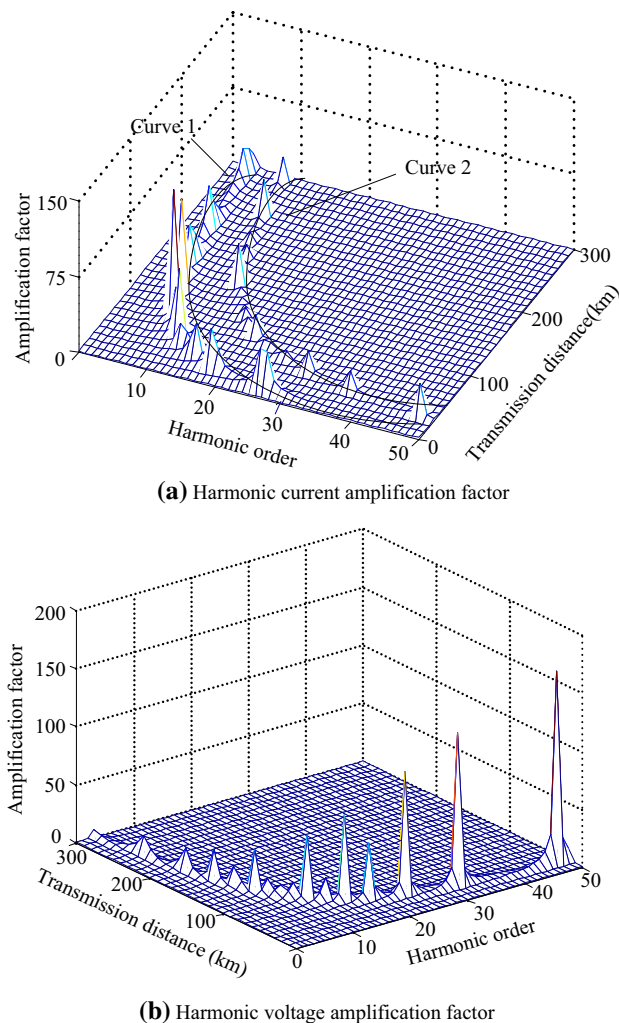 Curve 1
Curve 2
Amplification factor
150
75
0
10
20
30
40
50
Harmonic order
0
100
200
300
Transmission distance(km)
(a) Harmonic current amplification factor
Amplification factor
200
150
100
50
0
300
200
100
0
Transmission distance (km)
10
20
30
40
50
Harmonic order
(b) Harmonic voltage amplification factor